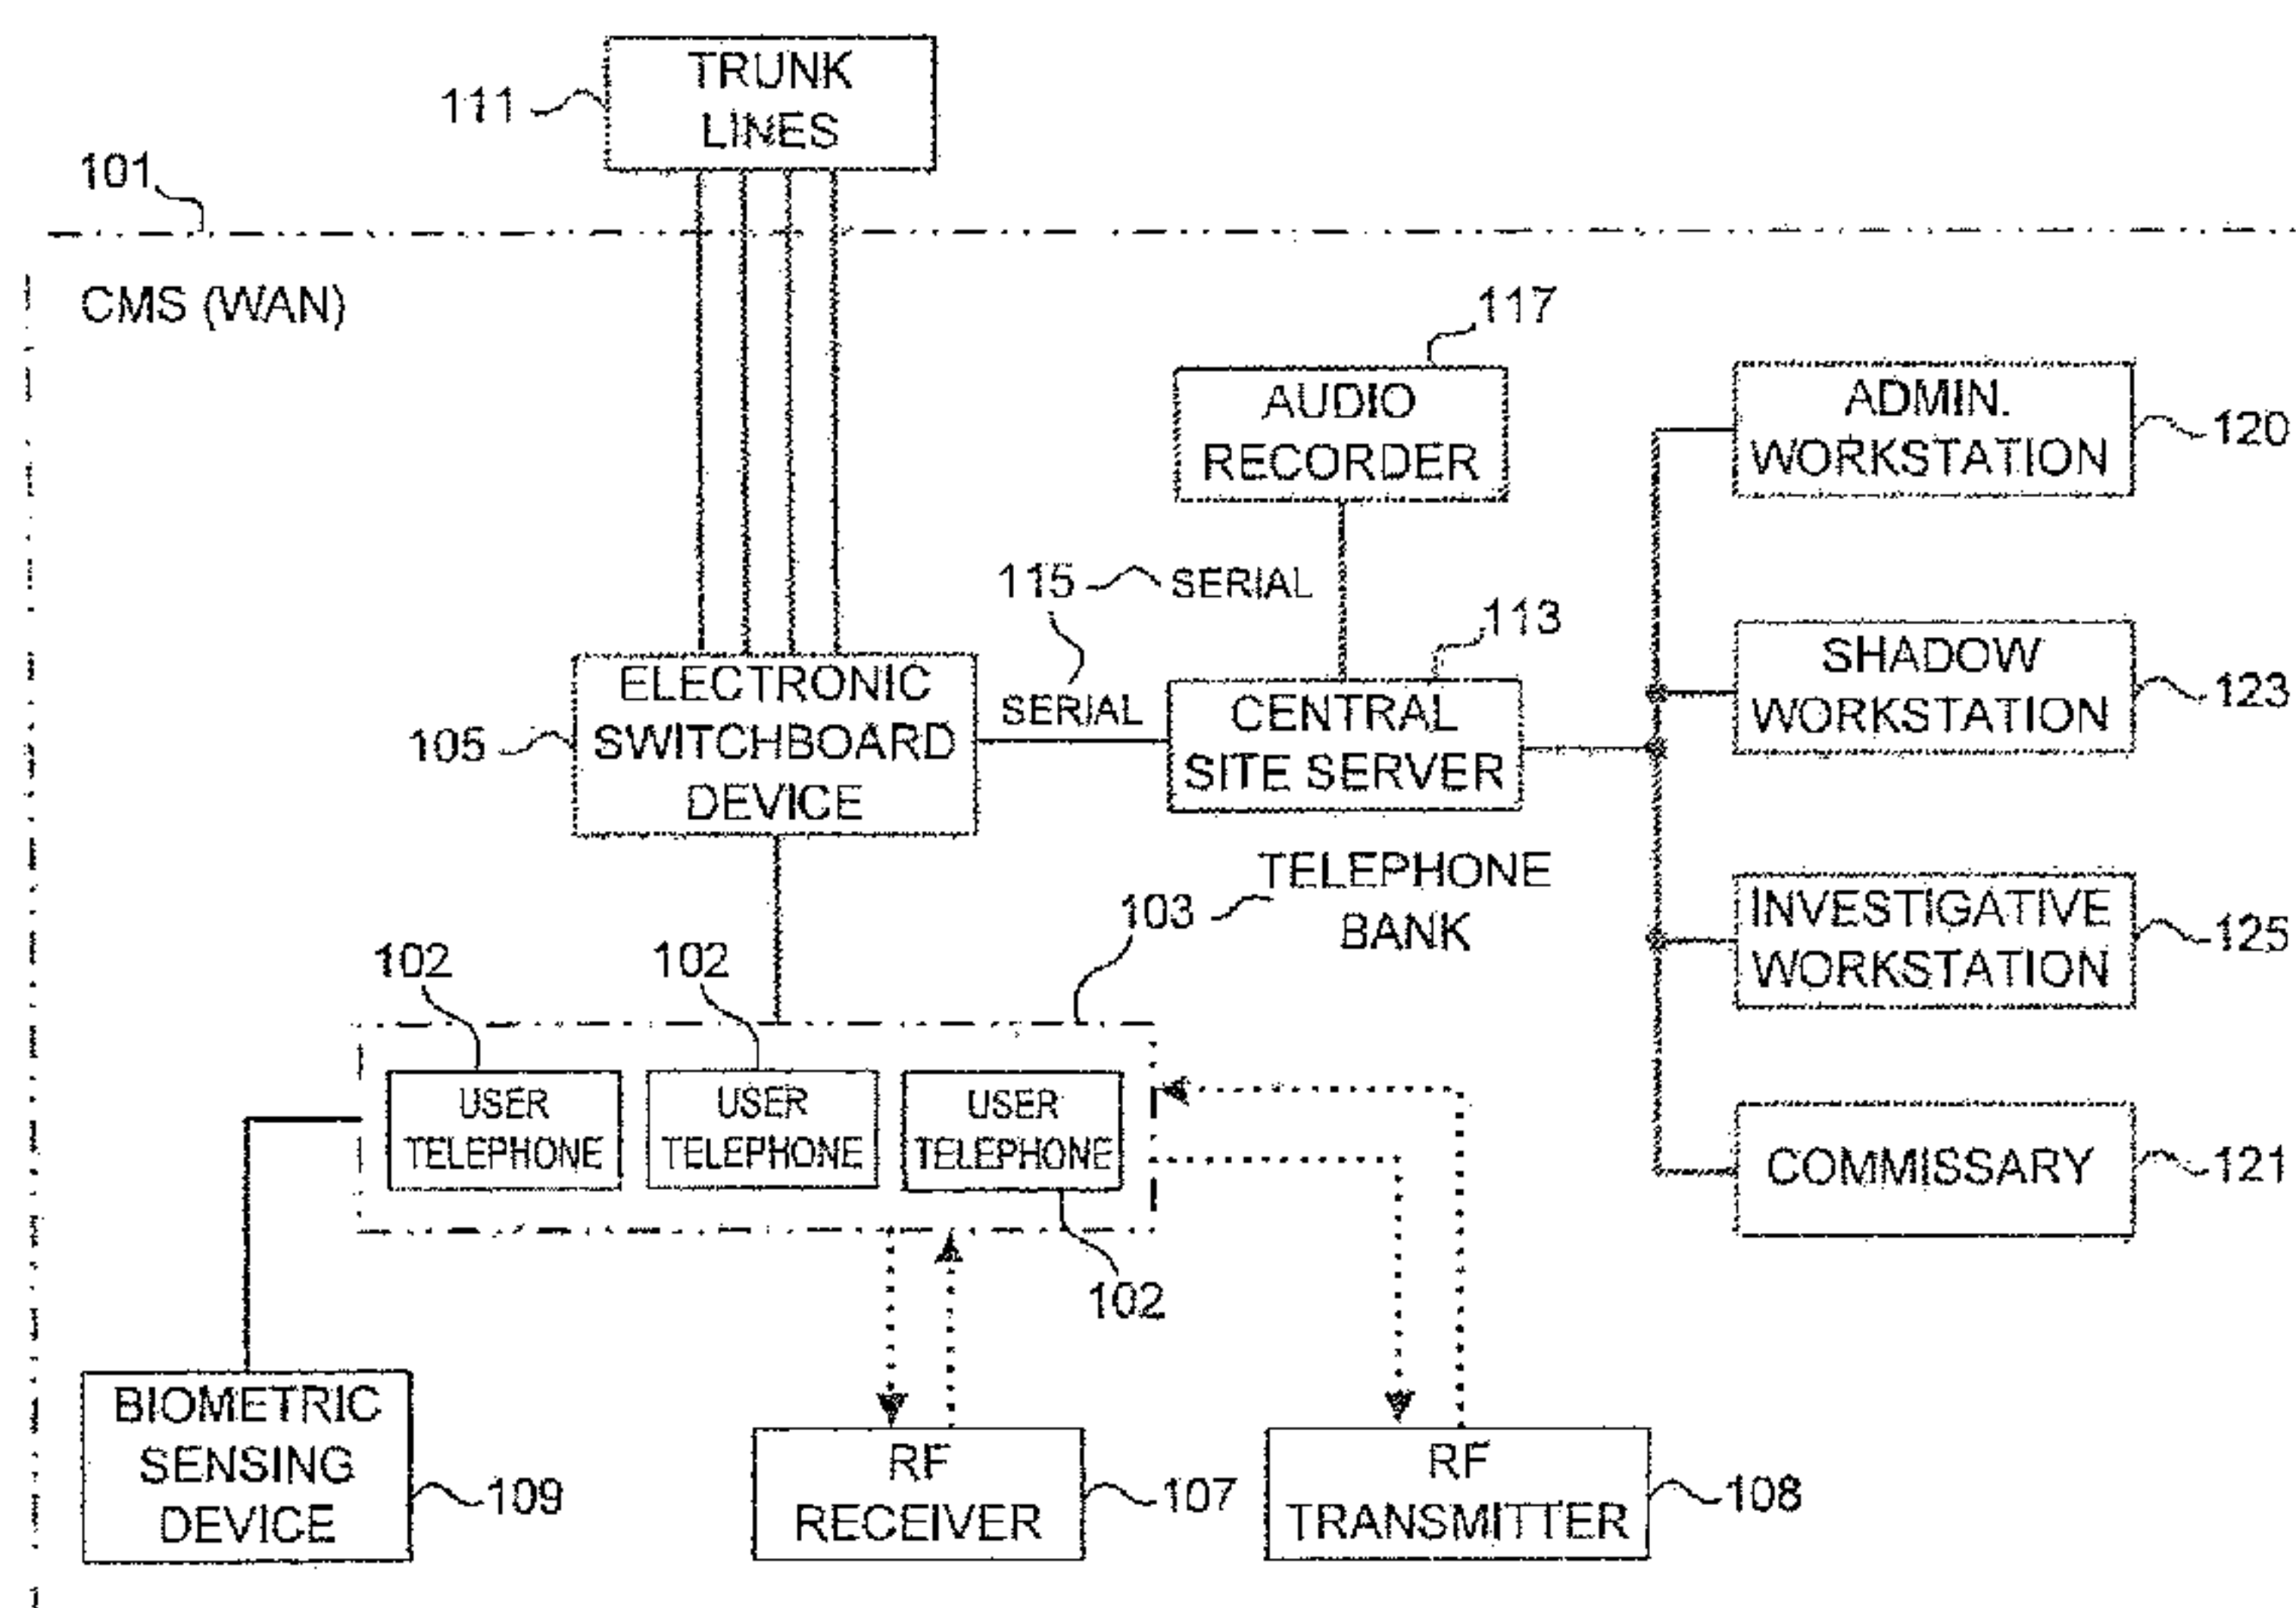 TRUNK
LINES
111
101
CMS (WAN)
117
AUDIO
RECORDER
ADMIN.
WORKSTATION
120
115
SERIAL
113
SHADOW
WORKSTATION
123
ELECTRONIC
SWITCHBOARD
DEVICE
105
SERIAL
CENTRAL
SITE SERVER
TELEPHONE
BANK
103
INVESTIGATIVE
WORKSTATION
125
102
102
USER
TELEPHONE
USER
TELEPHONE
USER
TELEPHONE
102
COMMISSARY
121
BIOMETRIC
SENSING
DEVICE
109
RF
RECEIVER
107
RF
TRANSMITTER
108